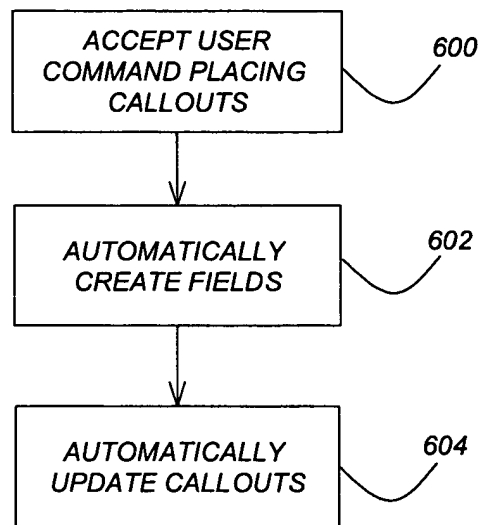 ACCEPT USER
COMMAND PLACING
CALLOUTS
600
AUTOMATICALLY
CREATE FIELDS
602
AUTOMATICALLY
UPDATE CALLOUTS
604